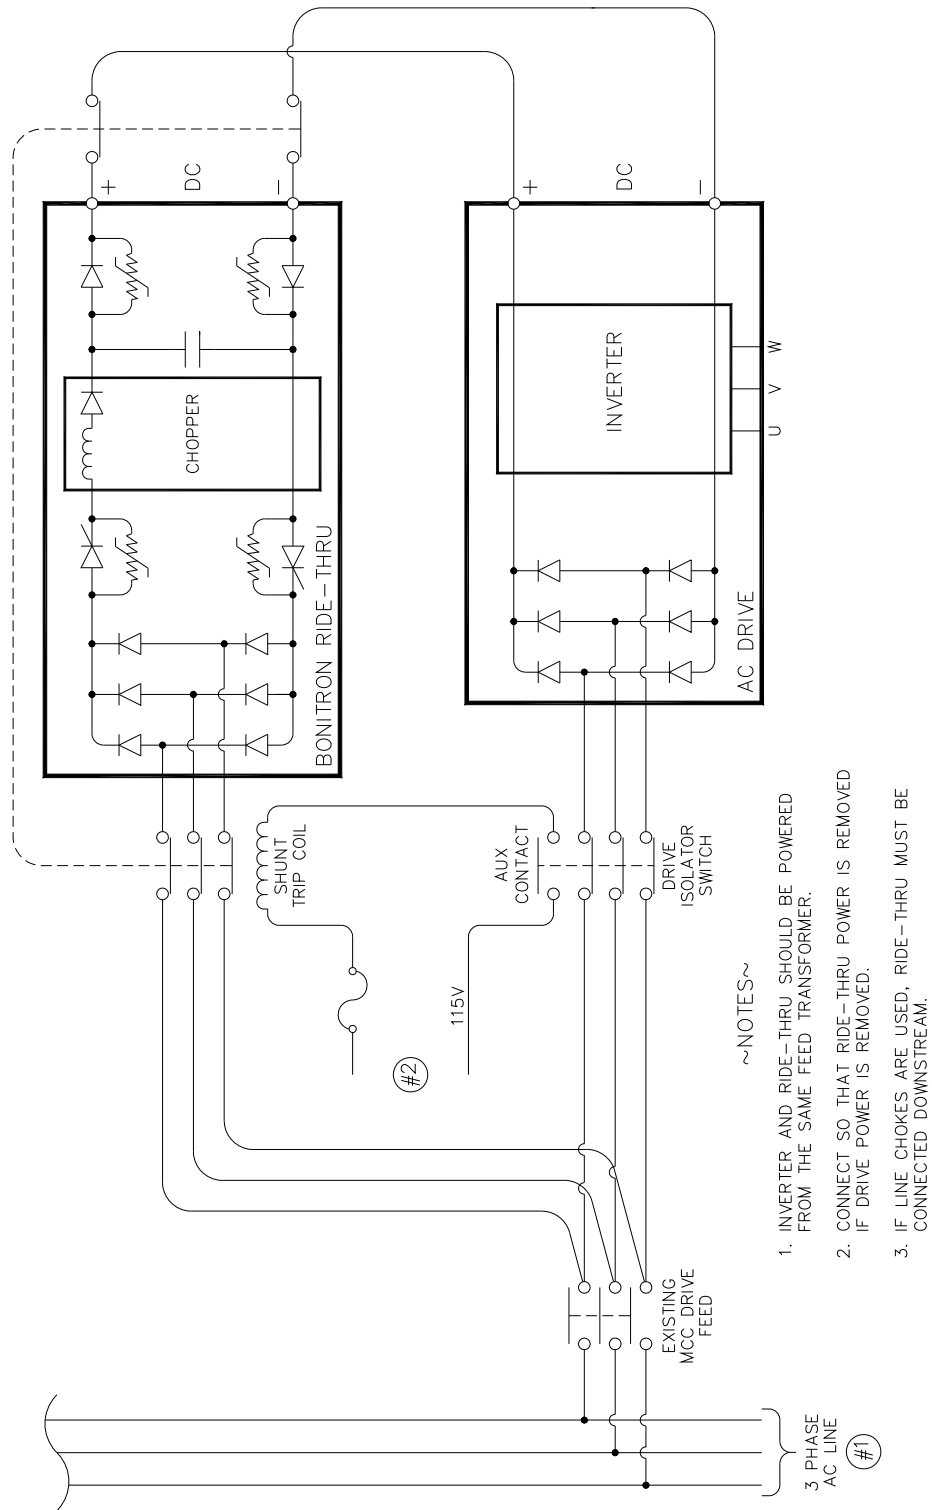 +
DC
−
CHOPPER
BONITRON RIDE-THRU
+
DC
−
INVERTER
U
V
W
AC DRIVE
SHUNT
TRIP COIL
AUX
CONTACT
DRIVE
ISOLATOR
SWITCH
115V
#2
EXISTING
MCC DRIVE
FEED
3 PHASE
AC LINE
#1
~NOTES~
1. INVERTER AND RIDE-THRU SHOULD BE POWERED
FROM THE SAME FEED TRANSFORMER.
2. CONNECT SO THAT RIDE-THRU POWER IS REMOVED
IF DRIVE POWER IS REMOVED.
3. IF LINE CHOKES ARE USED, RIDE-THRU MUST BE
CONNECTED DOWNSTREAM.